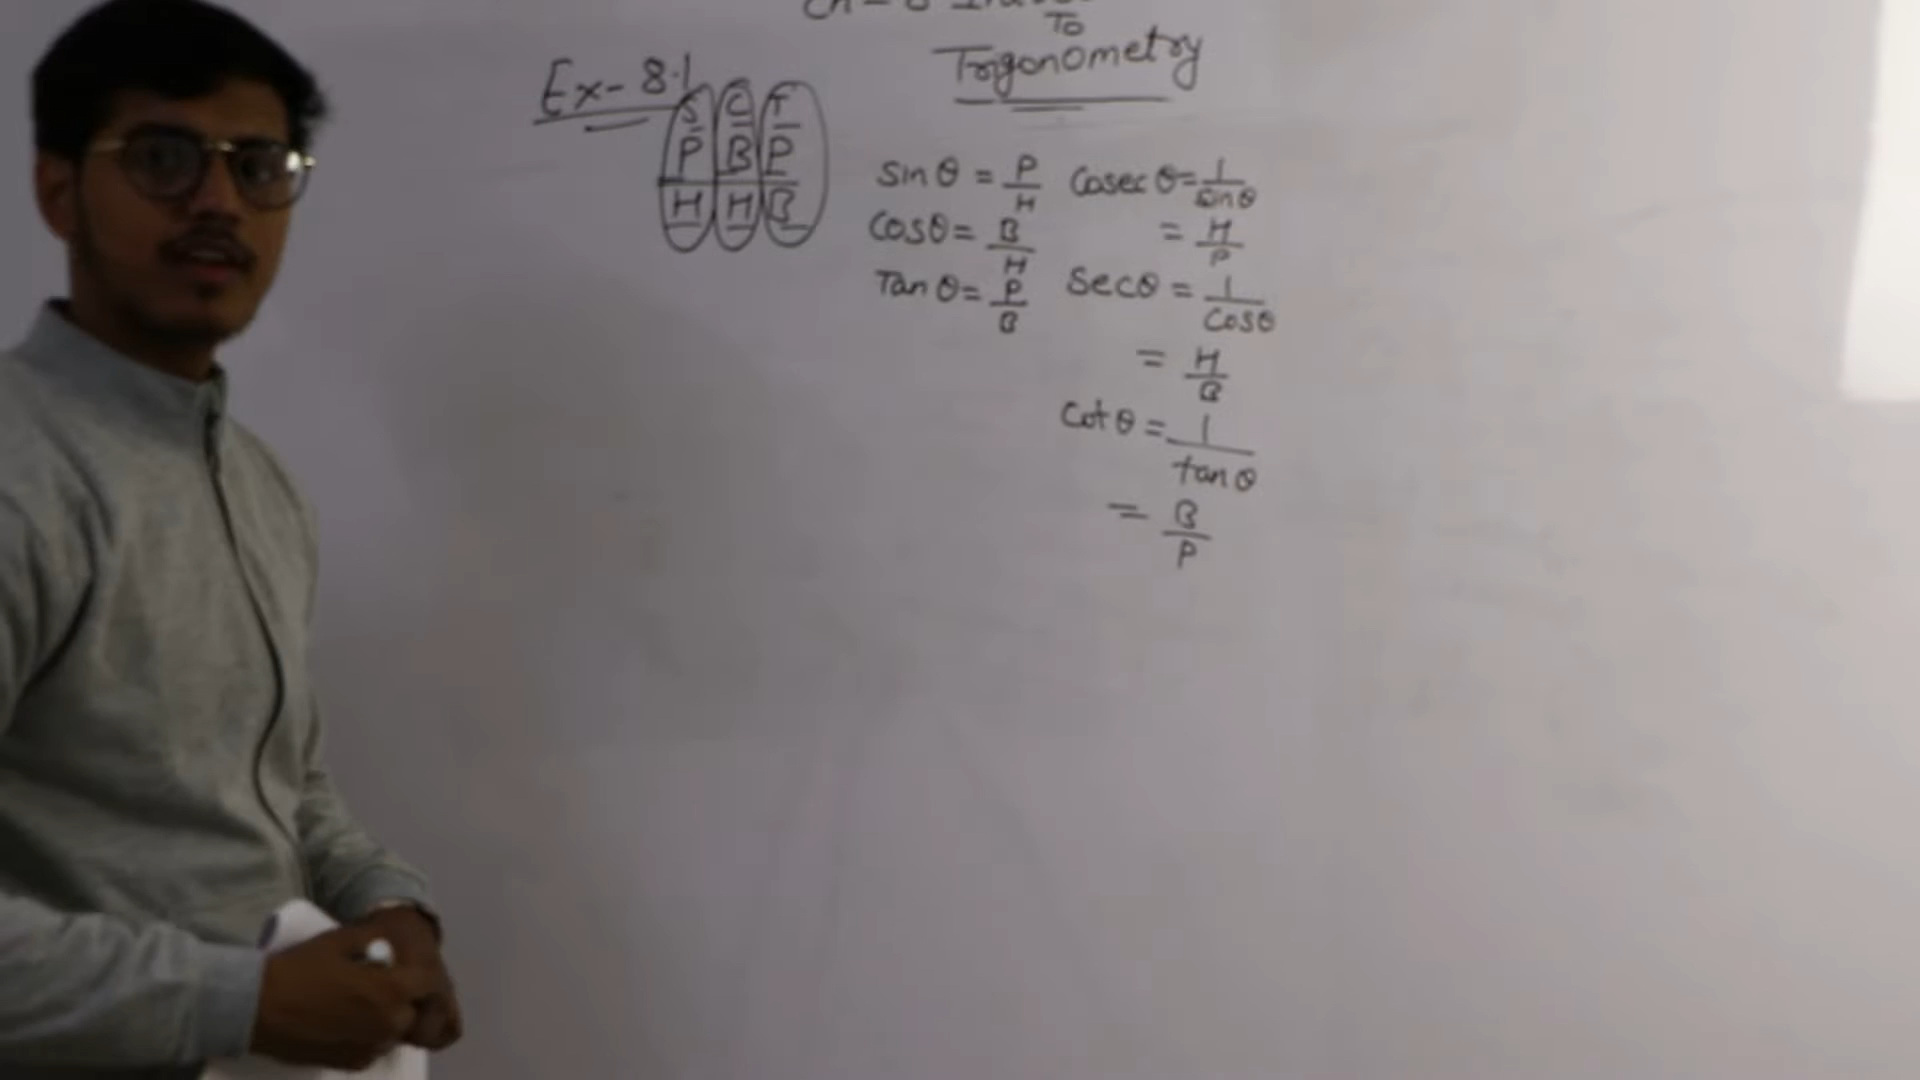 To
Trigonometry
Ex- 8.1
S C T
P B P
H H B
sin θ = P/H Cosec θ = 1/sin θ
= H/P
Cos θ = B/H
Tan θ = P/B Sec θ = 1/Cos θ
= H/B
Cot θ = 1/tan θ
= B/P